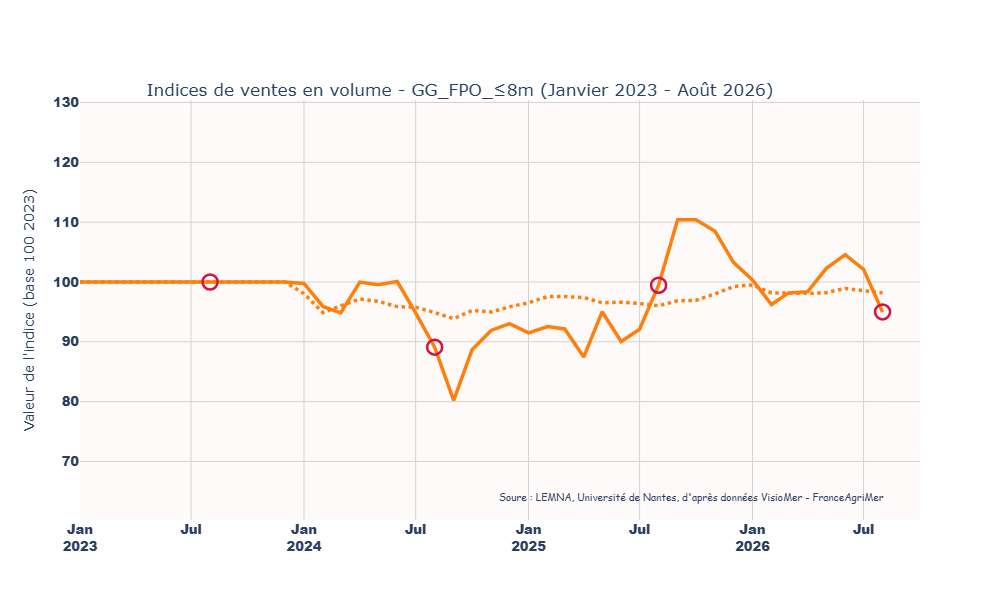 Indices de ventes en volume - GG_FPO_≤8m (Janvier 2023 - Août 2026)
Valeur de l'indice (base 100 2023)
130
120
110
100
90
80
70
Soure : LEMNA, Université de Nantes, d'après données VisioMer - FranceAgriMer
Jan Jul Jan Jul Jan Jul Jan Jul
2023 2024 2025 2026